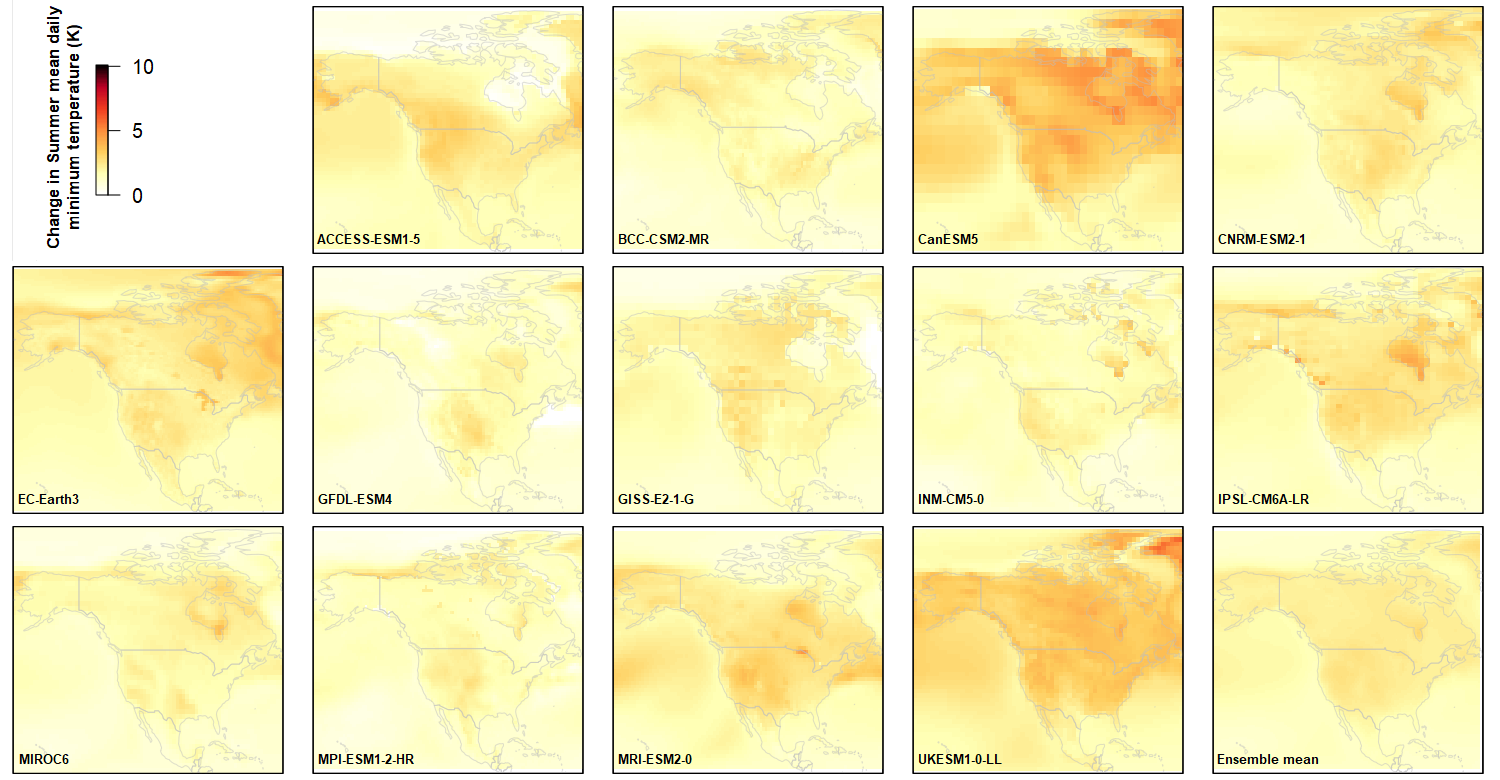 Change in Summer mean daily
minimum temperature (K)
10
5
0
ACCESS-ESM1-5
BCC-CSM2-MR
CanESM5
CNRM-ESM2-1
EC-Earth3
GFDL-ESM4
GISS-E2-1-G
INM-CM5-0
IPSL-CM6A-LR
MIROC6
MPI-ESM1-2-HR
MRI-ESM2-0
UKESM1-0-LL
Ensemble mean